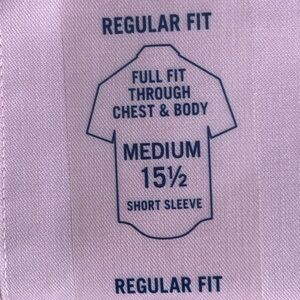 REGULAR FIT
FULL FIT
THROUGH
CHEST & BODY
MEDIUM
15½
SHORT SLEEVE
REGULAR FIT